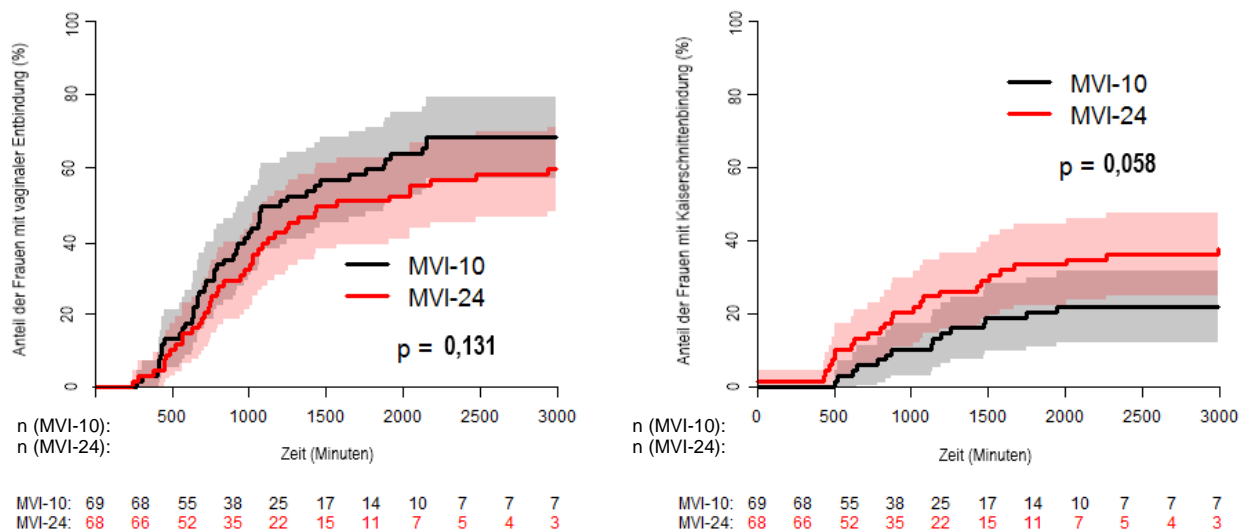 Anteil der Frauen mit vaginaler Entbindung (%)
100
80
60
40
20
0
MVI-10
MVI-24
p = 0,131
500
1000
1500
2000
2500
3000
n (MVI-10):
n (MVI-24):
Zeit (Minuten)
MVI-10: 69 68 55 38 25 17 14 10 7 7 7
MVI-24: 68 66 52 35 22 15 11 7 5 4 3
Anteil der Frauen mit Kaiserschnittenbindung (%)
100
80
60
40
20
0
MVI-10
MVI-24
p = 0,058
0
500
1000
1500
2000
2500
3000
n (MVI-10):
n (MVI-24):
Zeit (Minuten)
MVI-10: 69 68 55 38 25 17 14 10 7 7 7
MVI-24: 68 66 52 35 22 15 11 7 5 4 3